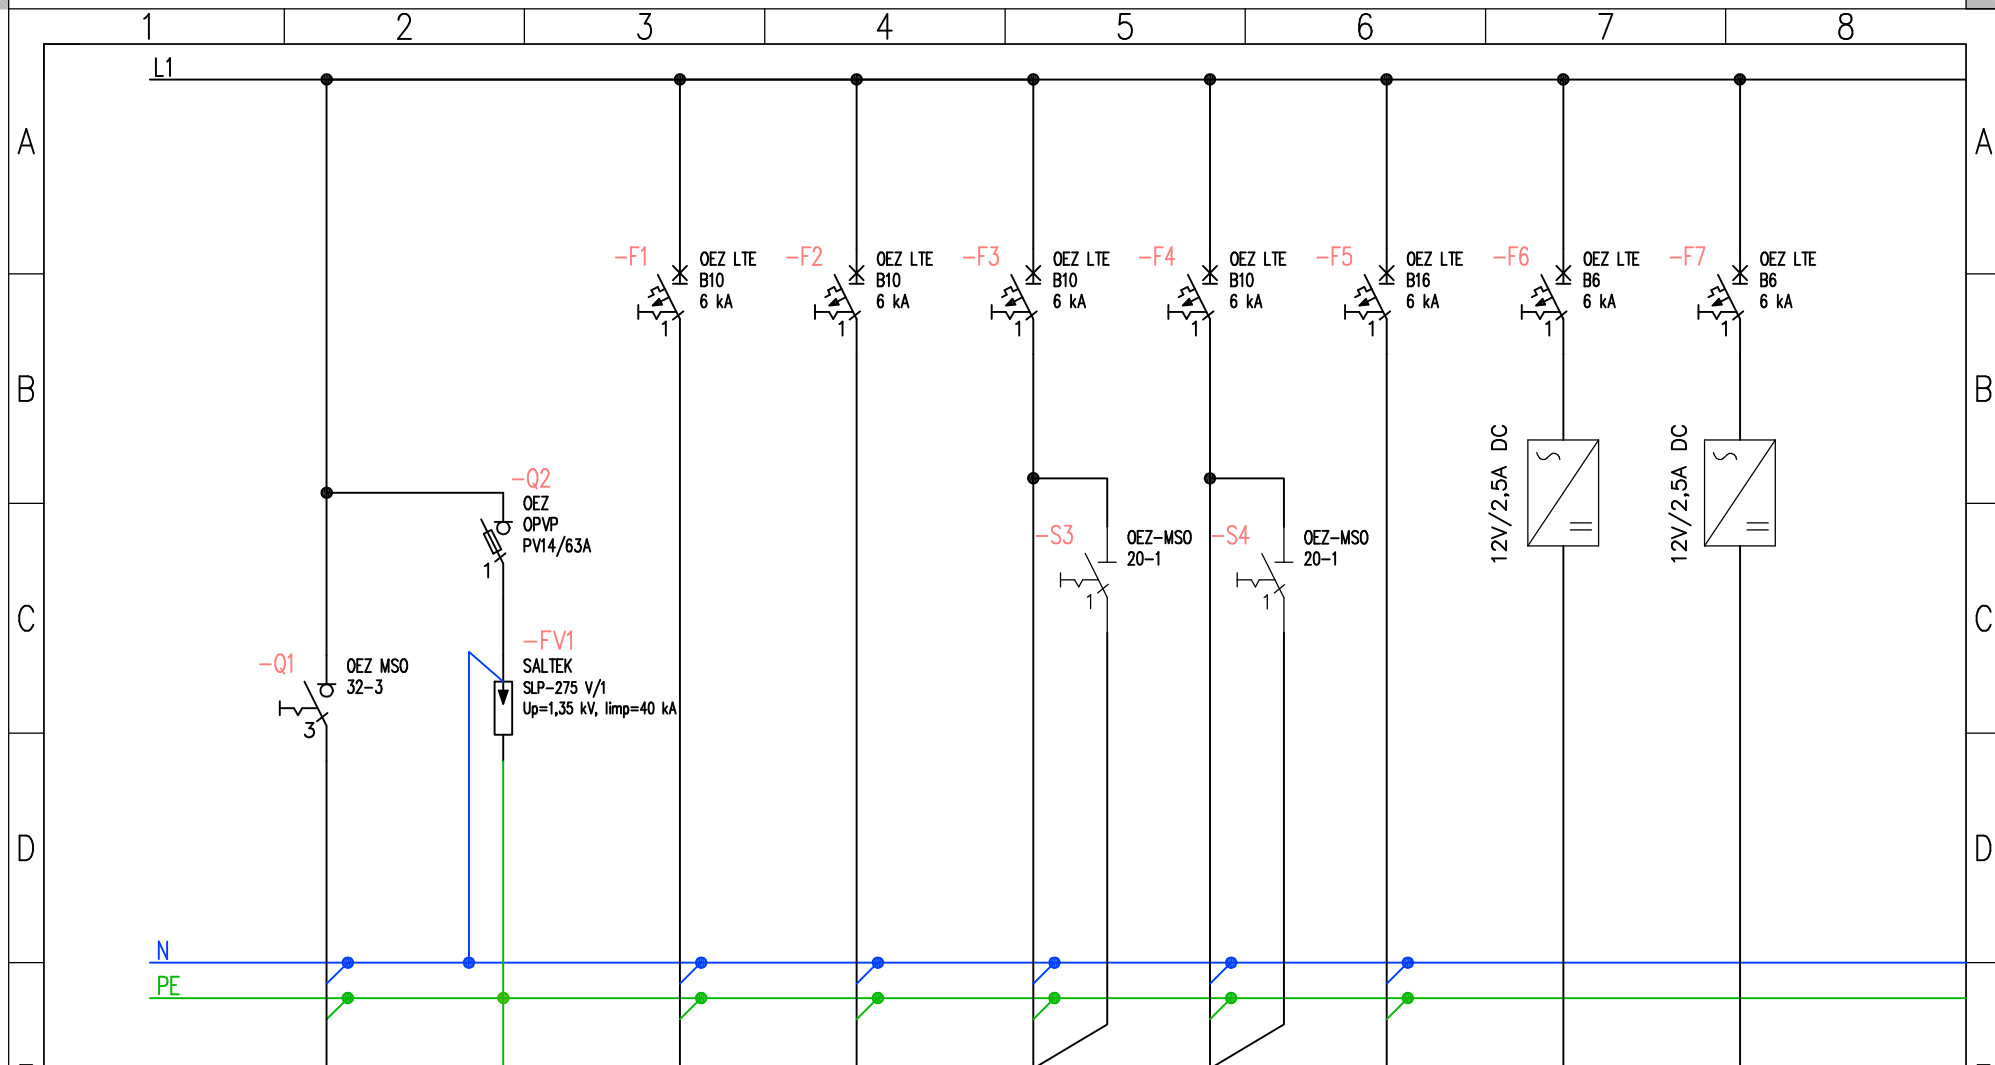 1 2 3 4 5 6 7 8
L1
A A
-F1 OEZ LTE
B10
6 kA
1
-F2 OEZ LTE
B10
6 kA
1
-F3 OEZ LTE
B10
6 kA
1
-F4 OEZ LTE
B10
6 kA
1
-F5 OEZ LTE
B16
6 kA
1
-F6 OEZ LTE
B6
6 kA
1
-F7 OEZ LTE
B6
6 kA
1
B B
12V/2,5A DC
12V/2,5A DC
-Q2
OEZ
OPVP
PV14/63A
1
-S3 OEZ-MSO
20-1
1
-S4 OEZ-MSO
20-1
1
C C
-FV1
SALTEK
SLP-275 V/1
Up=1,35 kV, Iimp=40 kA
-Q1 OEZ MSO
32-3
3
D D
N
PE